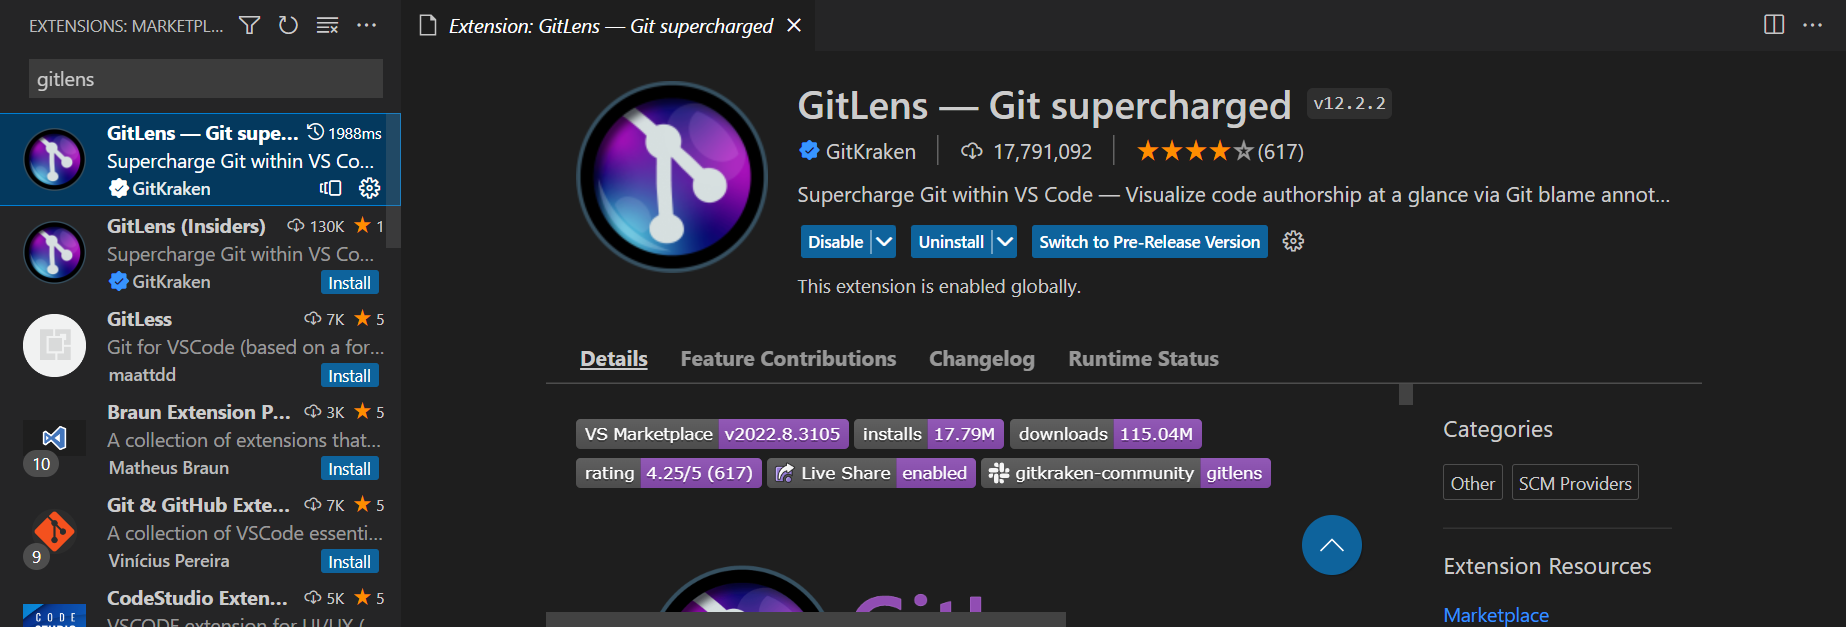 EXTENSIONS: MARKETPL...
gitlens
GitLens — Git supe... 1988ms
Supercharge Git within VS Co...
GitKraken
GitLens (Insiders) 130K 1
Supercharge Git within VS Co...
GitKraken Install
GitLess 7K 5
Git for VSCode (based on a for...
maattdd Install
Braun Extension P... 3K 5
A collection of extensions that...
10 Matheus Braun Install
Git & GitHub Exte... 7K 5
A collection of VSCode essenti...
9 Vinícius Pereira Install
CodeStudio Exten... 5K 5
CODE
VSCODE extension for UI/UX (
Extension: GitLens — Git supercharged
GitLens — Git supercharged v12.2.2
GitKraken 17,791,092 (617)
Supercharge Git within VS Code — Visualize code authorship at a glance via Git blame annot...
Disable Uninstall Switch to Pre-Release Version
This extension is enabled globally.
Details Feature Contributions Changelog Runtime Status
VS Marketplace v2022.8.3105 installs 17.79M downloads 115.04M
rating 4.25/5 (617) Live Share enabled gitkraken-community gitlens
Categories
Other SCM Providers
Extension Resources
Marketplace